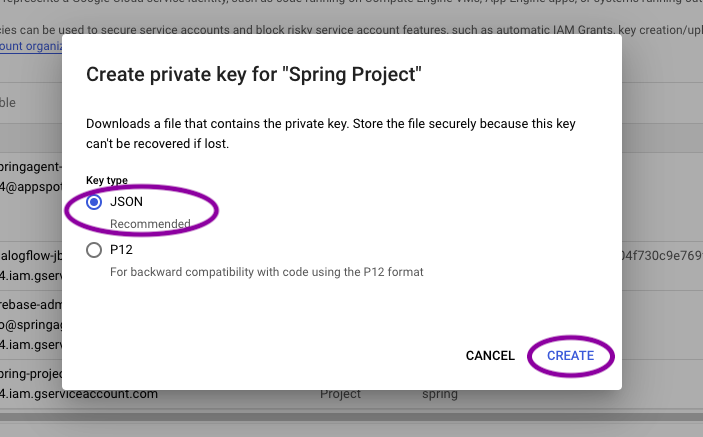 represents a Google Cloud service identity, such as code running on Compute Engine VMs, App Engine apps, or systems running out
cies can be used to secure service accounts and block risky service account features, such as automatic IAM Grants, key creation/upl
ount organiz
Create private key for "Spring Project"
ble
Downloads a file that contains the private key. Store the file securely because this key
can't be recovered if lost.
pringagent-
4@appspot
Key type
JSON
Recommended
P12
alogflow-jb
04f730c9e769
For backward compatibility with code using the P12 format
4.iam.gserv
rebase-adm
o@springag
4.iam.gserv
CANCEL
CREATE
pring-projec
4.iam.gserviceaccount.com
Project
spring